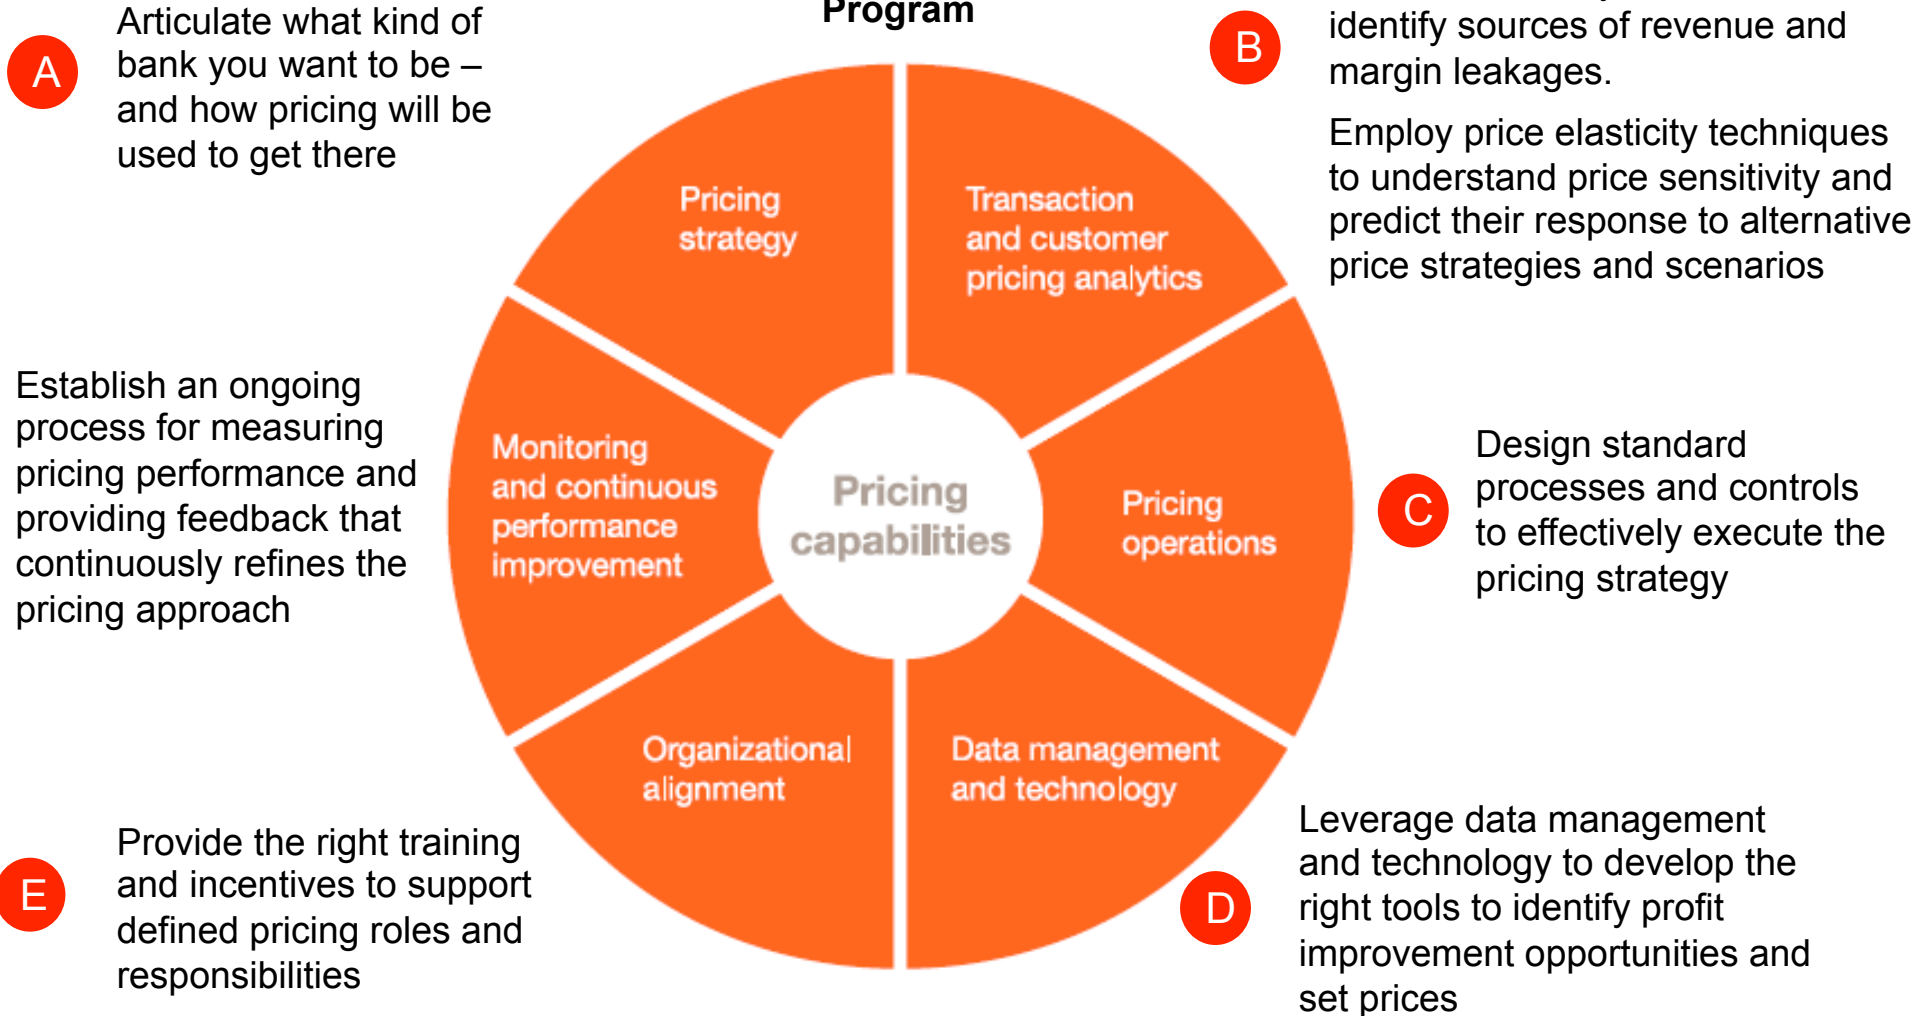 Program
A
Articulate what kind of
bank you want to be –
and how pricing will be
used to get there
B
identify sources of revenue and
margin leakages.
Employ price elasticity techniques
to understand price sensitivity and
predict their response to alternative
price strategies and scenarios
Pricing
strategy
Transaction
and customer
pricing analytics
Establish an ongoing
process for measuring
pricing performance and
providing feedback that
continuously refines the
pricing approach
Monitoring
and continuous
performance
improvement
Pricing
capabilities
Pricing
operations
C
Design standard
processes and controls
to effectively execute the
pricing strategy
Organizational
alignment
Data management
and technology
E
Provide the right training
and incentives to support
defined pricing roles and
responsibilities
D
Leverage data management
and technology to develop the
right tools to identify profit
improvement opportunities and
set prices